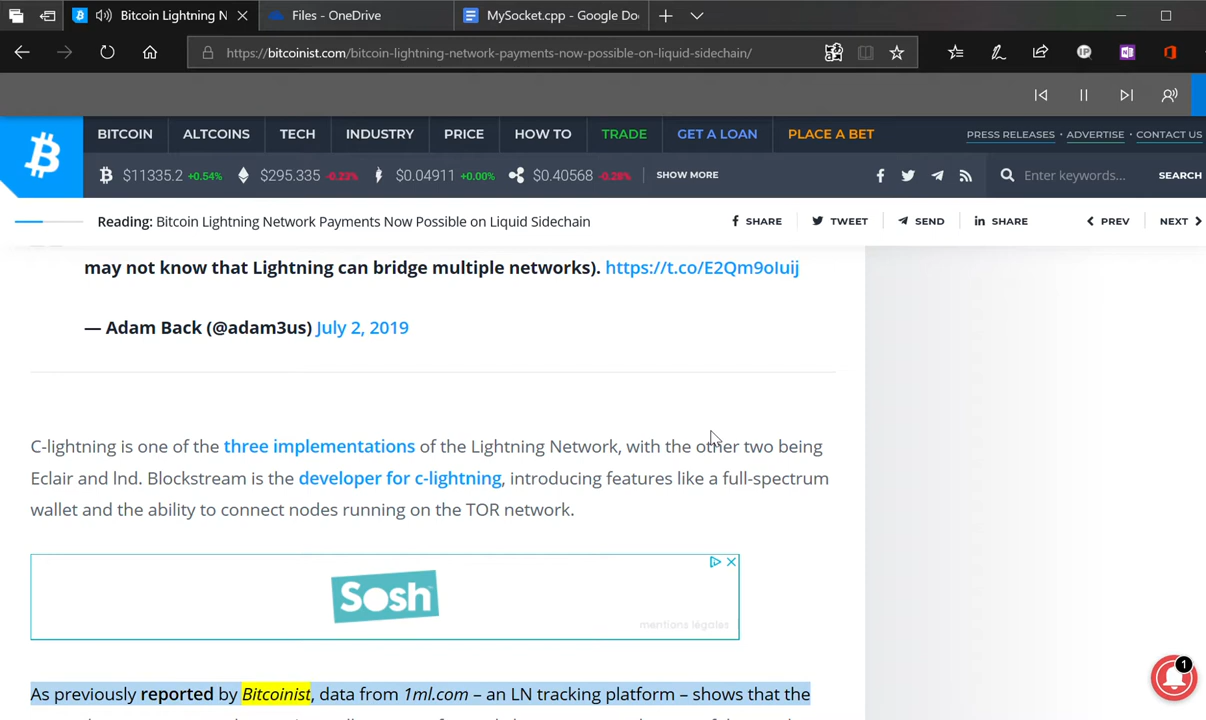 Bitcoin Lightning N
Files - OneDrive
MySocket.cpp - Google Do
https://bitcoinist.com/bitcoin-lightning-network-payments-now-possible-on-liquid-sidechain/
BITCOIN ALTCOINS TECH INDUSTRY PRICE HOW TO TRADE GET A LOAN PLACE A BET PRESS RELEASES · ADVERTISE · CONTACT US
$11335.2 +0.54% $295.335 -0.23% $0.04911 +0.00% $0.40568 -0.28% SHOW MORE Enter keywords... SEARCH
Reading: Bitcoin Lightning Network Payments Now Possible on Liquid Sidechain SHARE TWEET SEND SHARE PREV NEXT
may not know that Lightning can bridge multiple networks). https://t.co/E2Qm9oIuij
— Adam Back (@adam3us) July 2, 2019
C-lightning is one of the three implementations of the Lightning Network, with the other two being
Eclair and lnd. Blockstream is the developer for c-lightning, introducing features like a full-spectrum
wallet and the ability to connect nodes running on the TOR network.
Sosh
mentions légales
As previously reported by Bitcoinist, data from 1ml.com – an LN tracking platform – shows that the
1